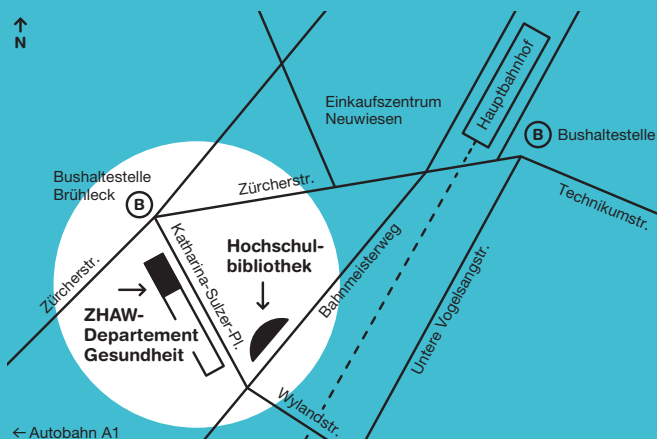 N
Hauptbahnhof
Einkaufszentrum
Neuwiesen
B Bushaltestelle
Bushaltestelle
Brühleck
B
Zürcherstr.
Technikumstr.
Zürcherstr.
Katharina-Sulzer-Pl.
Hochschul-
bibliothek
Bahnmeisterweg
Untere Vogelsangstr.
ZHAW-
Departement
Gesundheit
Wylandstr.
← Autobahn A1